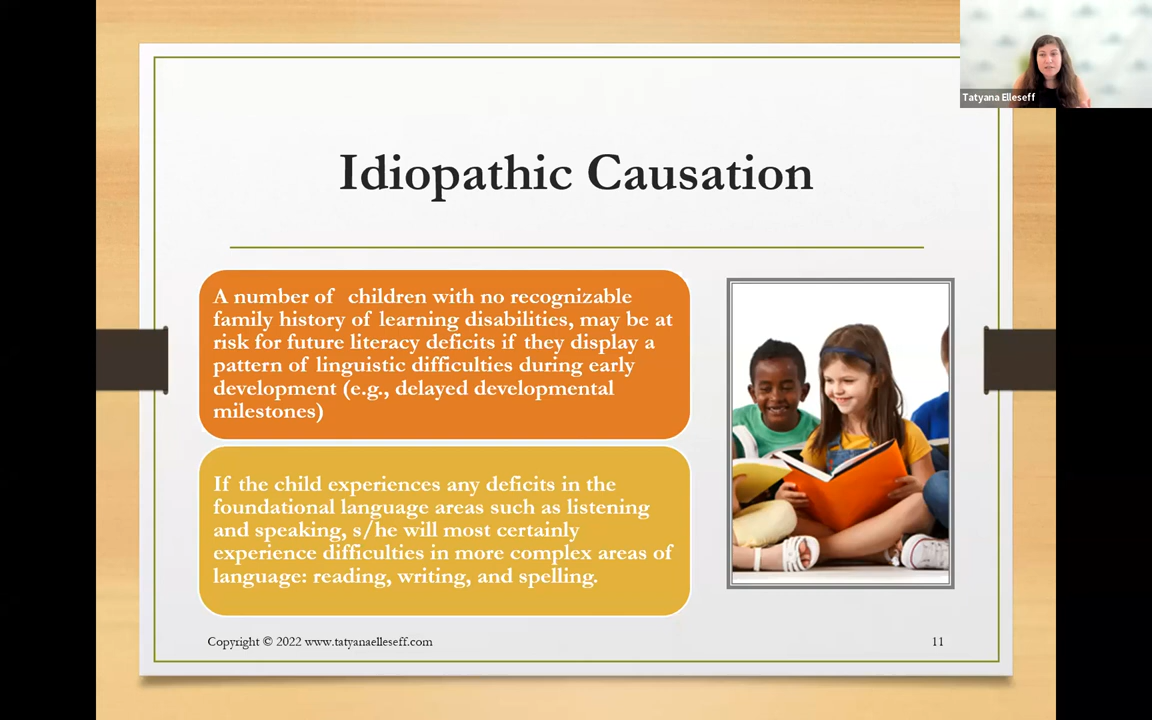 Tatyana Elleseff
Idiopathic Causation
A number of children with no recognizable
family history of learning disabilities, may be at
risk for future literacy deficits if they display a
pattern of linguistic difficulties during early
development (e.g., delayed developmental
milestones)
If the child experiences any deficits in the
foundational language areas such as listening
and speaking, s/he will most certainly
experience difficulties in more complex areas of
language: reading, writing, and spelling.
Copyright © 2022 www.tatyanaelleseff.com
11